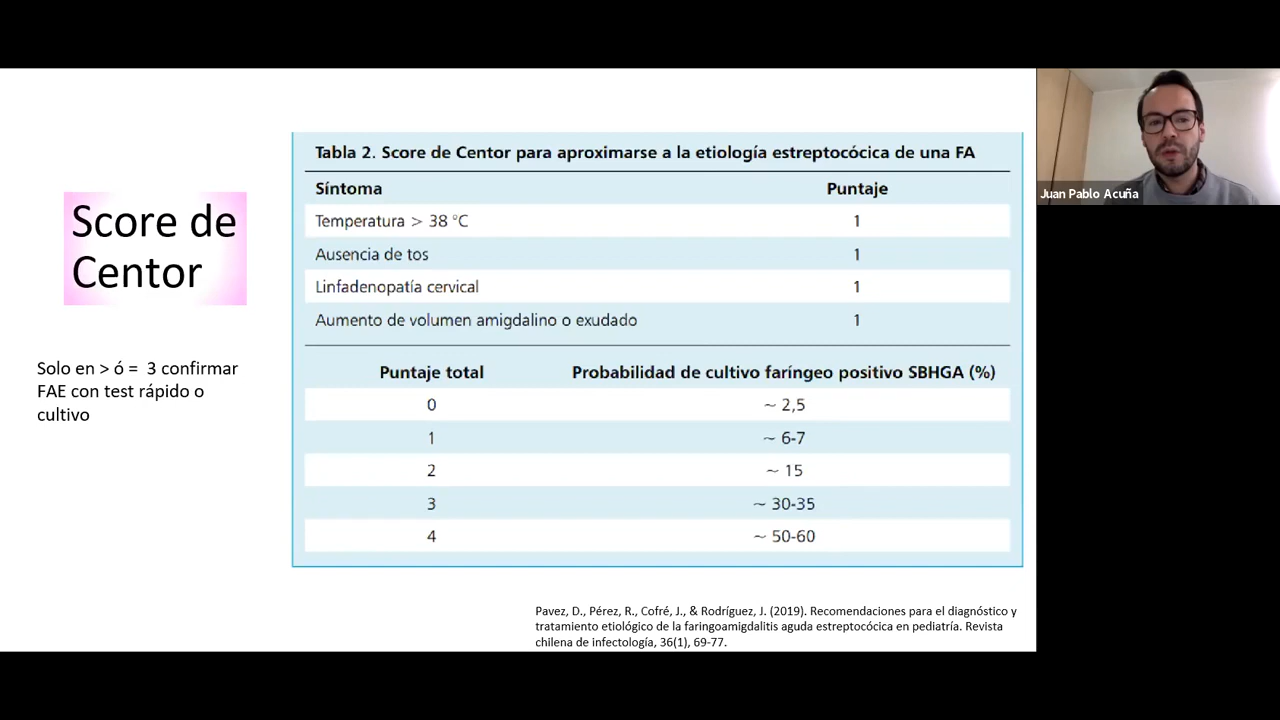 Score de
Centor
Solo en > ó = 3 confirmar
FAE con test rápido o
cultivo
Tabla 2. Score de Centor para aproximarse a la etiología estreptocócica de una FA
Síntoma Puntaje
Temperatura > 38 °C 1
Ausencia de tos 1
Linfadenopatía cervical 1
Aumento de volumen amigdalino o exudado 1
Puntaje total Probabilidad de cultivo faríngeo positivo SBHGA (%)
0 ~ 2,5
1 ~ 6-7
2 ~ 15
3 ~ 30-35
4 ~ 50-60
Pavez, D., Pérez, R., Cofré, J., & Rodríguez, J. (2019). Recomendaciones para el diagnóstico y
tratamiento etiológico de la faringoamigdalitis aguda estreptocócica en pediatría. Revista
chilena de infectología, 36(1), 69-77.
Juan Pablo Acuña